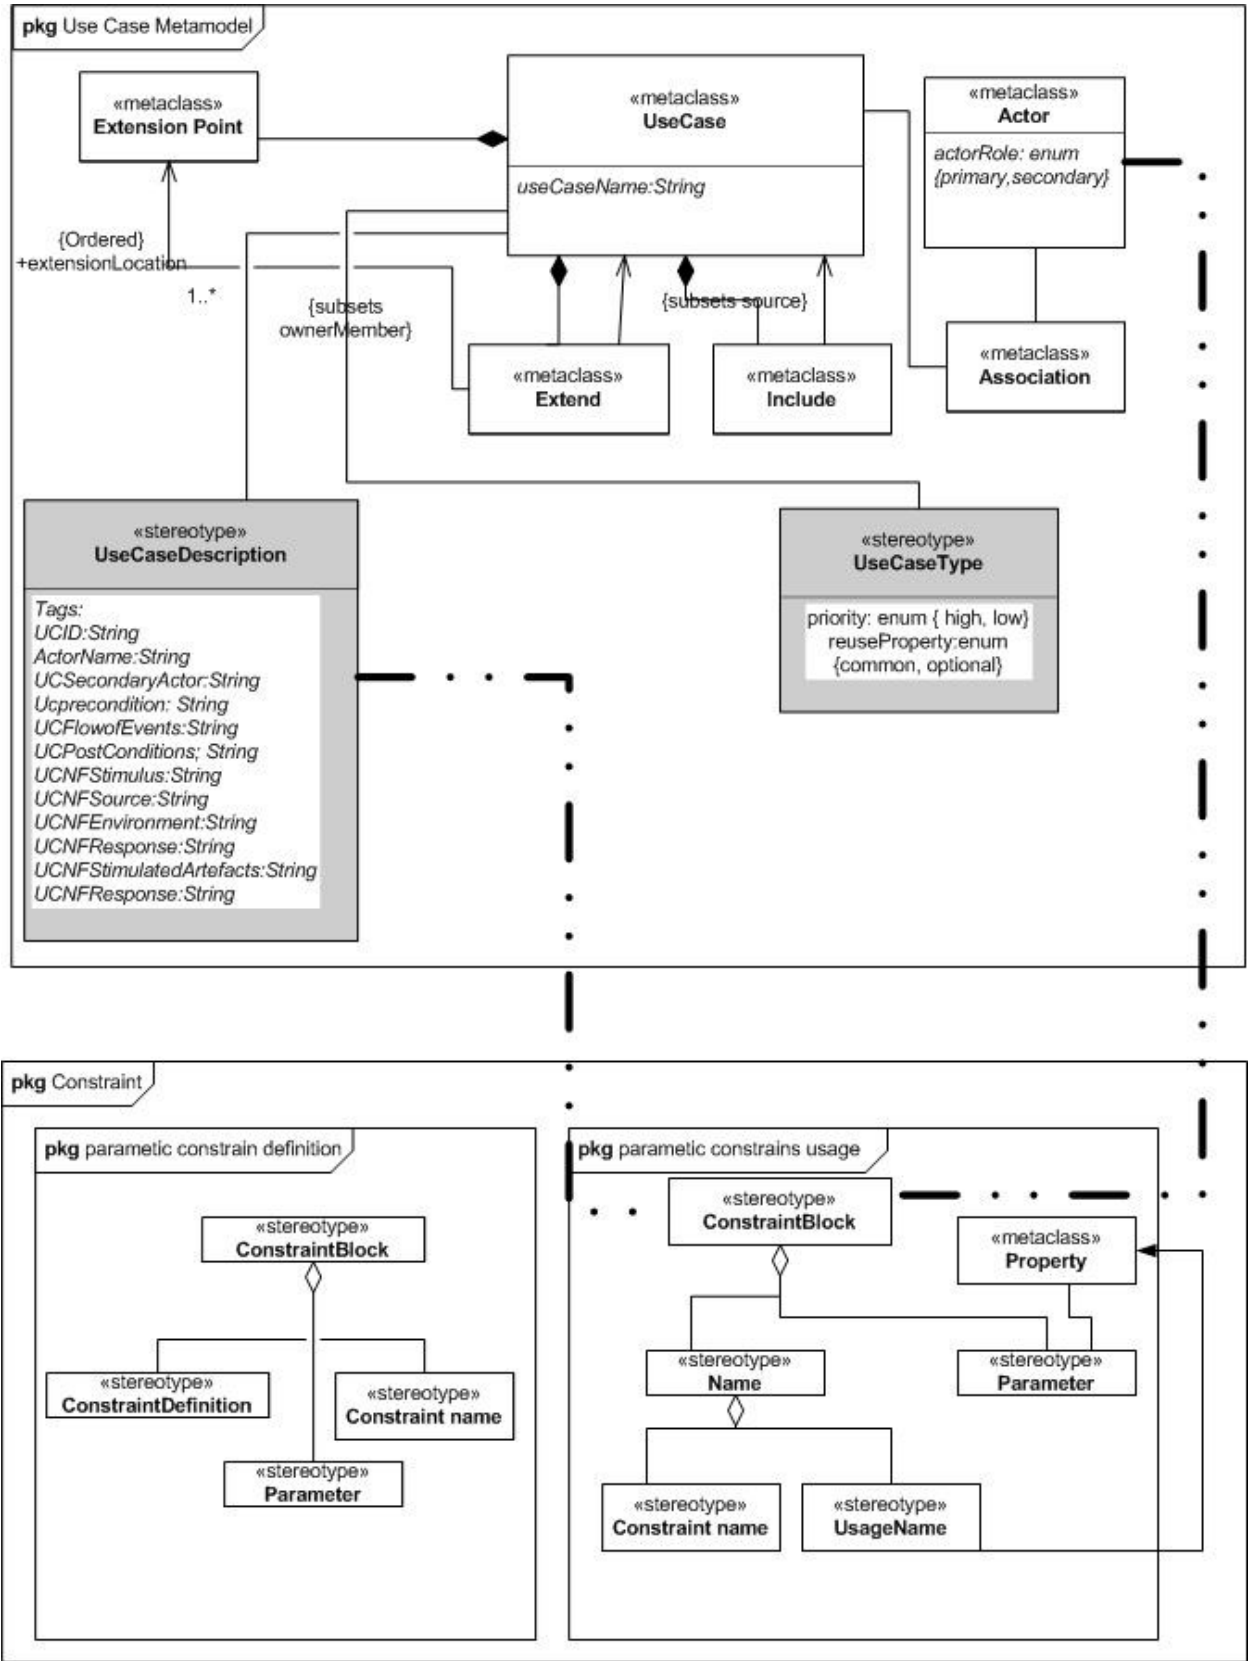 pkg Use Case Metamodel
«metaclass»
Extension Point
«metaclass»
UseCase
useCaseName:String
«metaclass»
Actor
actorRole: enum
{primary,secondary}
{Ordered}
+extensionLocation
1..*
{subsets
ownerMember}
{subsets source}
«metaclass»
Extend
«metaclass»
Include
«metaclass»
Association
«stereotype»
UseCaseDescription
Tags:
UCID:String
ActorName:String
UCSecondaryActor:String
Ucprecondition: String
UCFlowofEvents:String
UCPostConditions; String
UCNFStimulus:String
UCNFSource:String
UCNFEnvironment:String
UCNFResponse:String
UCNFStimulatedArtefacts:String
UCNFResponse:String
«stereotype»
UseCaseType
priority: enum { high, low}
reuseProperty:enum
{common, optional}
pkg Constraint
pkg parametic constrain definition
«stereotype»
ConstraintBlock
«stereotype»
ConstraintDefinition
«stereotype»
Constraint name
«stereotype»
Parameter
pkg parametic constrains usage
«stereotype»
ConstraintBlock
«metaclass»
Property
«stereotype»
Name
«stereotype»
Parameter
«stereotype»
Constraint name
«stereotype»
UsageName